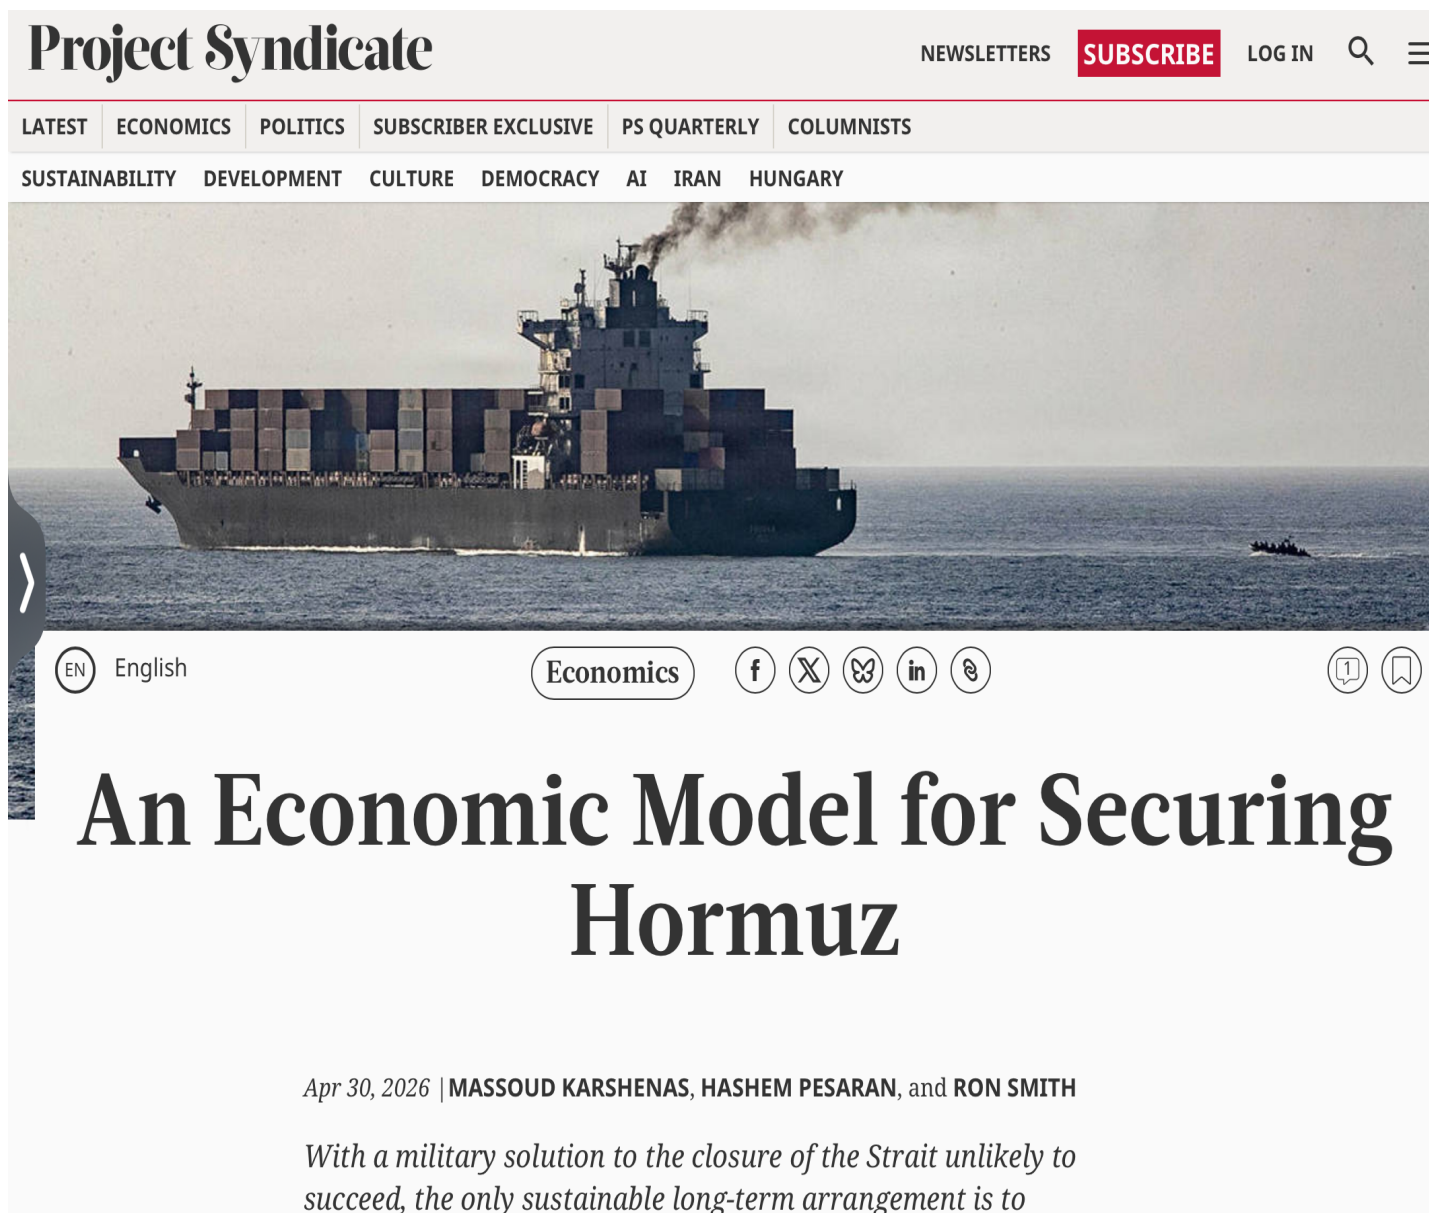 Project Syndicate
NEWSLETTERS SUBSCRIBE LOG IN
LATEST ECONOMICS POLITICS SUBSCRIBER EXCLUSIVE PS QUARTERLY COLUMNISTS
SUSTAINABILITY DEVELOPMENT CULTURE DEMOCRACY AI IRAN HUNGARY
EN English Economics f X in 1
An Economic Model for Securing
Hormuz
Apr 30, 2026 | MASSOUD KARSHENAS, HASHEM PESARAN, and RON SMITH
With a military solution to the closure of the Strait unlikely to
succeed, the only sustainable long-term arrangement is to